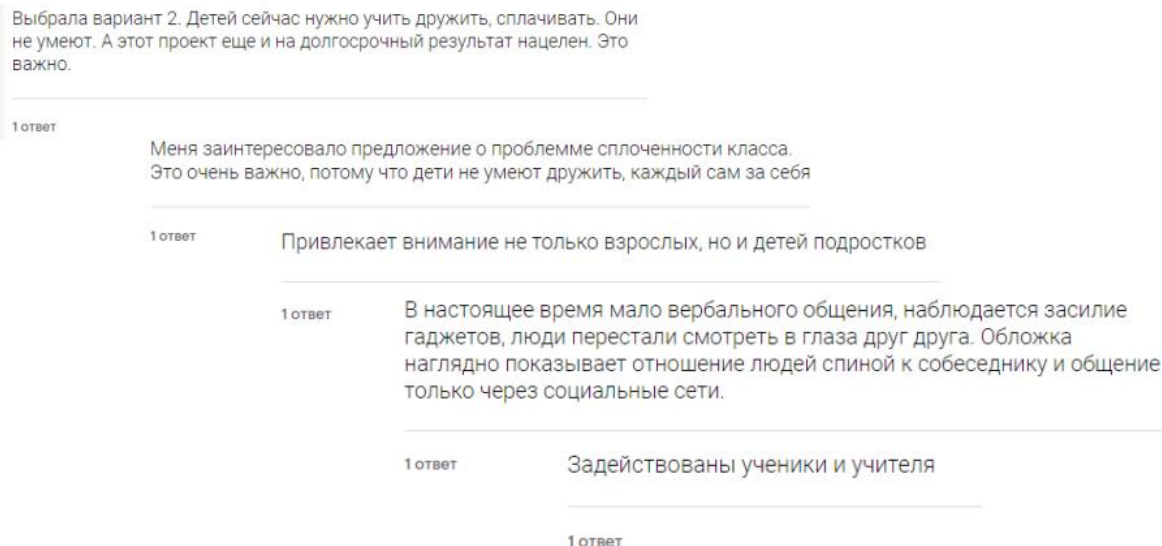 Выбрала вариант 2. Детей сейчас нужно учить дружить, сплачивать. Они
не умеют. А этот проект еще и на долгосрочный результат нацелен. Это
важно.
1 ответ
Меня заинтересовало предложение о проблемме сплоченности класса.
Это очень важно, потому что дети не умеют дружить, каждый сам за себя
1 ответ
Привлекает внимание не только взрослых, но и детей подростков
1 ответ
В настоящее время мало вербального общения, наблюдается засилие
гаджетов, люди перестали смотреть в глаза друг друга. Обложка
наглядно показывает отношение людей спиной к собеседнику и общение
только через социальные сети.
1 ответ
Задействованы ученики и учителя
1 ответ